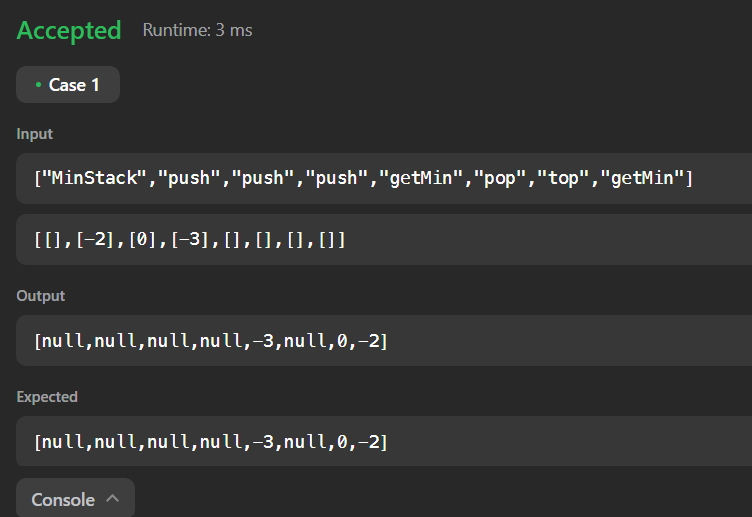 Accepted Runtime: 3 ms
• Case 1
Input
["MinStack","push","push","push","getMin","pop","top","getMin"]
[[],[-2],[0],[-3],[],[],[],[]]
Output
[null,null,null,null,-3,null,0,-2]
Expected
[null,null,null,null,-3,null,0,-2]
Console